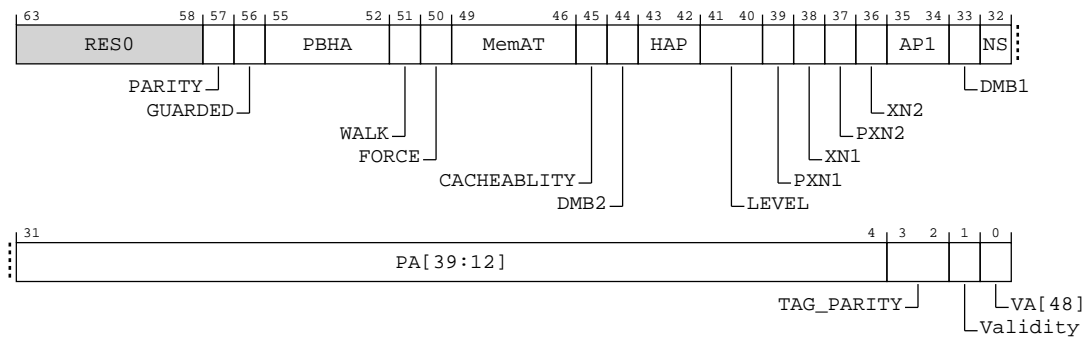 63 58 57 56 55 52 51 50 49 46 45 44 43 42 41 40 39 38 37 36 35 34 33 32
RES0 PBHA MemAT HAP AP1 NS
PARITY DMB1
GUARDED XN2
WALK PXN2
FORCE XN1
CACHEABLITY PXN1
DMB2 LEVEL
31 4 3 2 1 0
PA[39:12]
TAG_PARITY VA[48]
Validity